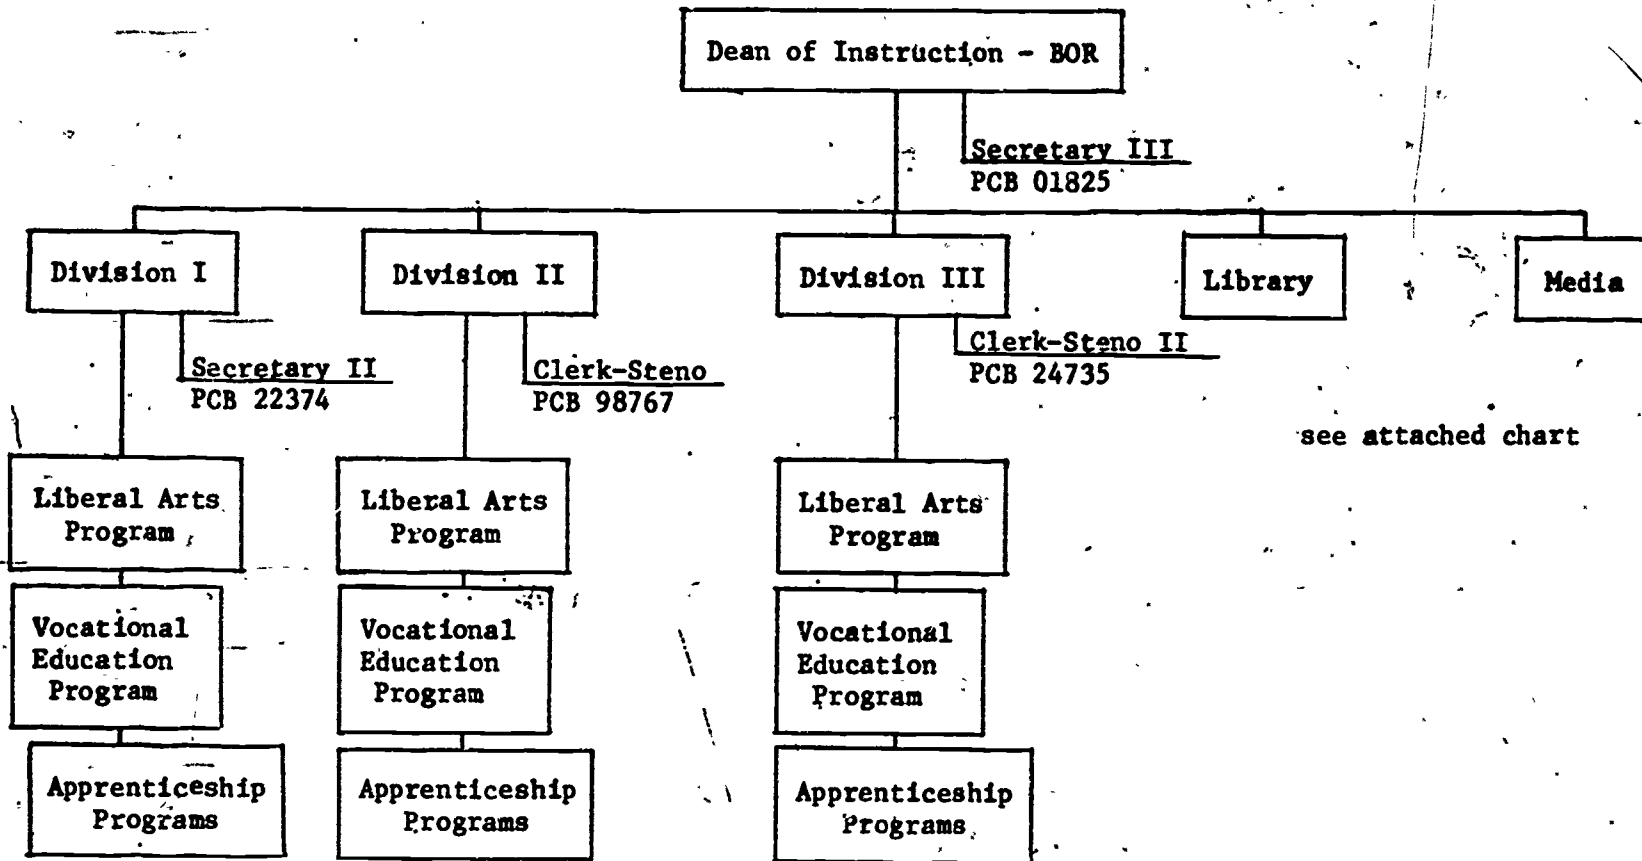 Dean of Instruction - BOR
Secretary III
PCB 01825
Division I
Division II
Division III
Library
Media
Secretary II
PCB 22374
Clerk-Steno
PCB 98767
Clerk-Steno II
PCB 24735
see attached chart
Liberal Arts
Program
Liberal Arts
Program
Liberal Arts
Program
Vocational
Education
Program
Vocational
Education
Program
Vocational
Education
Program
Apprenticeship
Programs
Apprenticeship
Programs
Apprenticeship
Programs